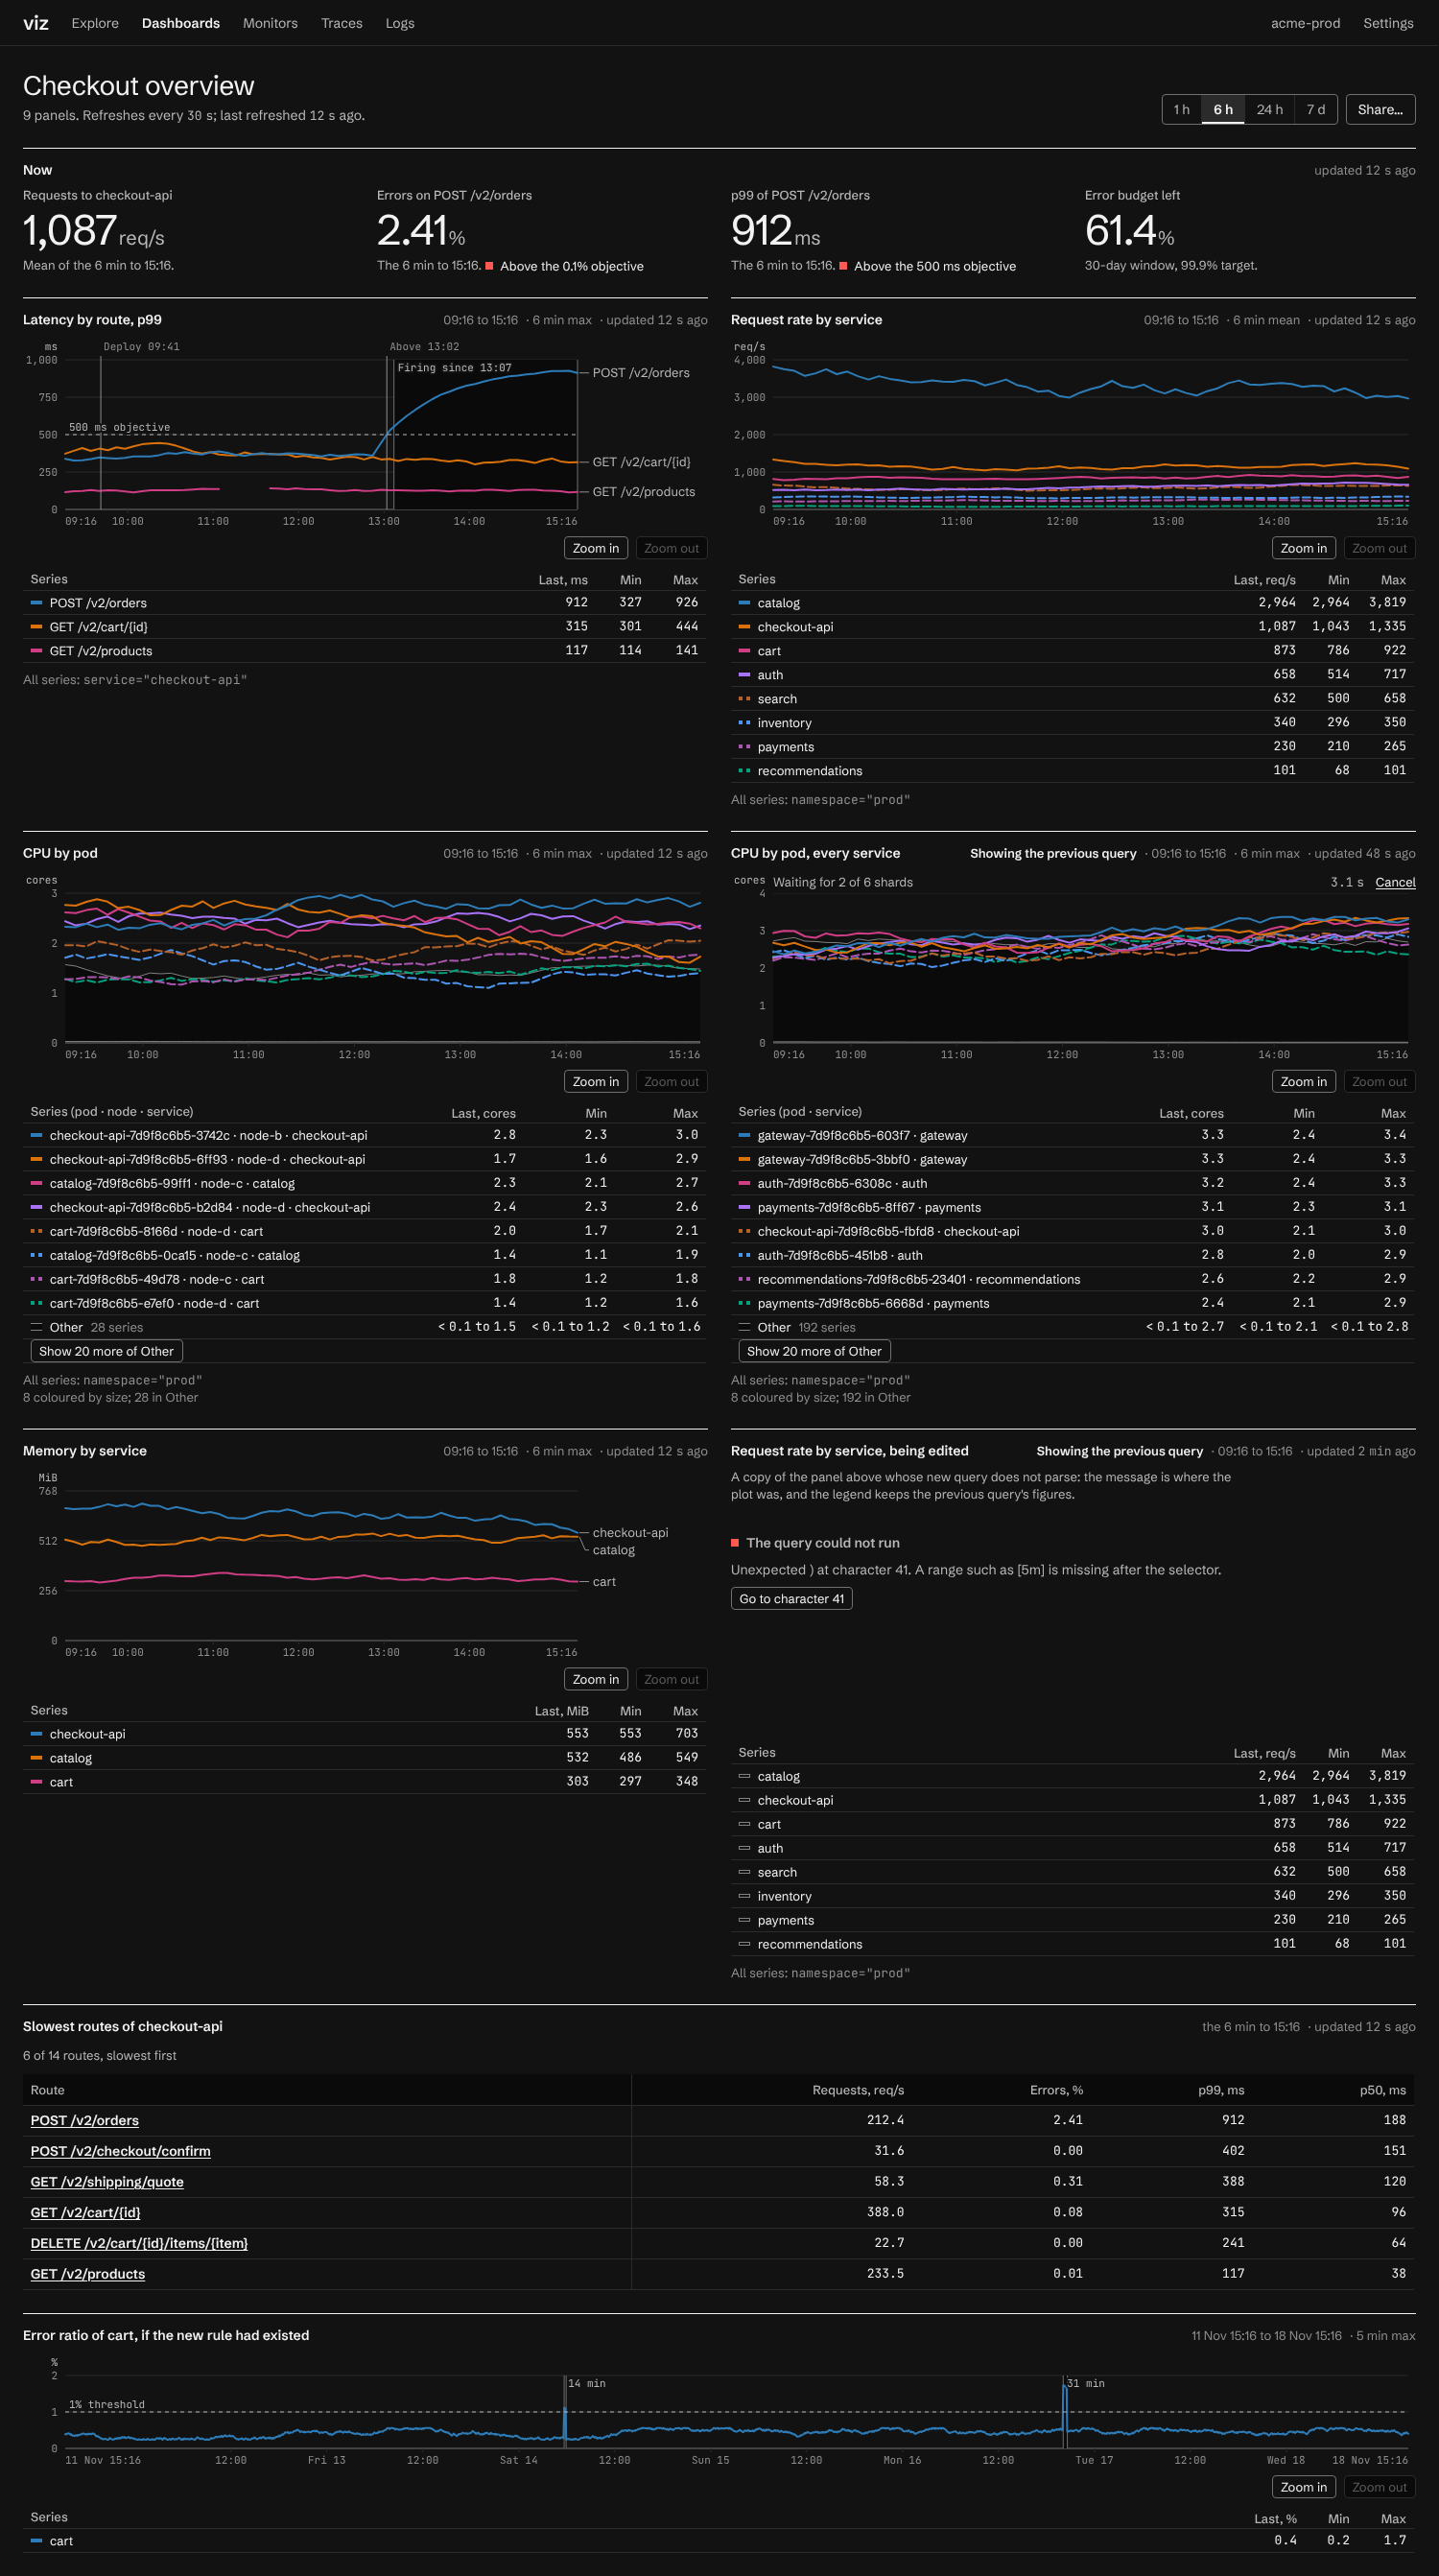 viz Explore Dashboards Monitors Traces Logs acme-prod Settings
Checkout overview
9 panels. Refreshes every 30 s; last refreshed 12 s ago.
1 h 6 h 24 h 7 d Share...
Now updated 12 s ago
Requests to checkout-api Errors on POST /v2/orders p99 of POST /v2/orders Error budget left
1,087 req/s 2.41% 912 ms 61.4%
Mean of the 6 min to 15:16. The 6 min to 15:16. Above the 0.1% objective The 6 min to 15:16. Above the 500 ms objective 30-day window, 99.9% target.
Latency by route, p99 09:16 to 15:16 · 6 min max · updated 12 s ago
ms Deploy 09:41 Above 13:02
1,000 Firing since 13:07 POST /v2/orders
750
500 500 ms objective
GET /v2/cart/{id}
250
GET /v2/products
0
09:16 10:00 11:00 12:00 13:00 14:00 15:16
Zoom in Zoom out
Series Last, ms Min Max
POST /v2/orders 912 327 926
GET /v2/cart/{id} 315 301 444
GET /v2/products 117 114 141
All series: service="checkout-api"
Request rate by service 09:16 to 15:16 · 6 min mean · updated 12 s ago
req/s
4,000
3,000
2,000
1,000
0
09:16 10:00 11:00 12:00 13:00 14:00 15:16
Zoom in Zoom out
Series Last, req/s Min Max
catalog 2,964 2,964 3,819
checkout-api 1,087 1,043 1,335
cart 873 786 922
auth 658 514 717
search 632 500 658
inventory 340 296 350
payments 230 210 265
recommendations 101 68 101
All series: namespace="prod"
CPU by pod 09:16 to 15:16 · 6 min max · updated 12 s ago
cores
3
2
1
0
09:16 10:00 11:00 12:00 13:00 14:00 15:16
Zoom in Zoom out
Series (pod · node · service) Last, cores Min Max
checkout-api-7d9f8c6b5-3742c · node-b · checkout-api 2.8 2.3 3.0
checkout-api-7d9f8c6b5-6ff93 · node-d · checkout-api 1.7 1.6 2.9
catalog-7d9f8c6b5-99ff1 · node-c · catalog 2.3 2.1 2.7
checkout-api-7d9f8c6b5-b2d84 · node-d · checkout-api 2.4 2.3 2.6
cart-7d9f8c6b5-8166d · node-d · cart 2.0 1.7 2.1
catalog-7d9f8c6b5-0ca15 · node-c · catalog 1.4 1.1 1.9
cart-7d9f8c6b5-49d78 · node-c · cart 1.8 1.2 1.8
cart-7d9f8c6b5-e7ef0 · node-d · cart 1.4 1.2 1.6
Other 28 series < 0.1 to 1.5 < 0.1 to 1.2 < 0.1 to 1.6
Show 20 more of Other
All series: namespace="prod"
8 coloured by size; 28 in Other
CPU by pod, every service Showing the previous query · 09:16 to 15:16 · 6 min max · updated 48 s ago
cores Waiting for 2 of 6 shards 3.1 s Cancel
4
3
2
1
0
09:16 10:00 11:00 12:00 13:00 14:00 15:16
Zoom in Zoom out
Series (pod · service) Last, cores Min Max
gateway-7d9f8c6b5-603f7 · gateway 3.3 2.4 3.4
gateway-7d9f8c6b5-3bbf0 · gateway 3.3 2.4 3.3
auth-7d9f8c6b5-6308c · auth 3.2 2.4 3.3
payments-7d9f8c6b5-8ff67 · payments 3.1 2.3 3.1
checkout-api-7d9f8c6b5-fbfd8 · checkout-api 3.0 2.1 3.0
auth-7d9f8c6b5-451b8 · auth 2.8 2.0 2.9
recommendations-7d9f8c6b5-23401 · recommendations 2.6 2.2 2.9
payments-7d9f8c6b5-6668d · payments 2.4 2.1 2.9
Other 192 series < 0.1 to 2.7 < 0.1 to 2.1 < 0.1 to 2.8
Show 20 more of Other
All series: namespace="prod"
8 coloured by size; 192 in Other
Memory by service 09:16 to 15:16 · 6 min max · updated 12 s ago
MiB
768
checkout-api
512
catalog
cart
256
0
09:16 10:00 11:00 12:00 13:00 14:00 15:16
Zoom in Zoom out
Series Last, MiB Min Max
checkout-api 553 553 703
catalog 532 486 549
cart 303 297 348
Request rate by service, being edited Showing the previous query · 09:16 to 15:16 · updated 2 min ago
A copy of the panel above whose new query does not parse: the message is where the
plot was, and the legend keeps the previous query's figures.
The query could not run
Unexpected ) at character 41. A range such as [5m] is missing after the selector.
Go to character 41
Series Last, req/s Min Max
catalog 2,964 2,964 3,819
checkout-api 1,087 1,043 1,335
cart 873 786 922
auth 658 514 717
search 632 500 658
inventory 340 296 350
payments 230 210 265
recommendations 101 68 101
All series: namespace="prod"
Slowest routes of checkout-api the 6 min to 15:16 · updated 12 s ago
6 of 14 routes, slowest first
Route Requests, req/s Errors, % p99, ms p50, ms
POST /v2/orders 212.4 2.41 912 188
POST /v2/checkout/confirm 31.6 0.00 402 151
GET /v2/shipping/quote 58.3 0.31 388 120
GET /v2/cart/{id} 388.0 0.08 315 96
DELETE /v2/cart/{id}/items/{item} 22.7 0.00 241 64
GET /v2/products 233.5 0.01 117 38
Error ratio of cart, if the new rule had existed 11 Nov 15:16 to 18 Nov 15:16 · 5 min max
%
2 14 min 31 min
1% threshold
1
0
11 Nov 15:16 12:00 Fri 13 12:00 Sat 14 12:00 Sun 15 12:00 Mon 16 12:00 Tue 17 12:00 Wed 18 18 Nov 15:16
Zoom in Zoom out
Series Last, % Min Max
cart 0.4 0.2 1.7